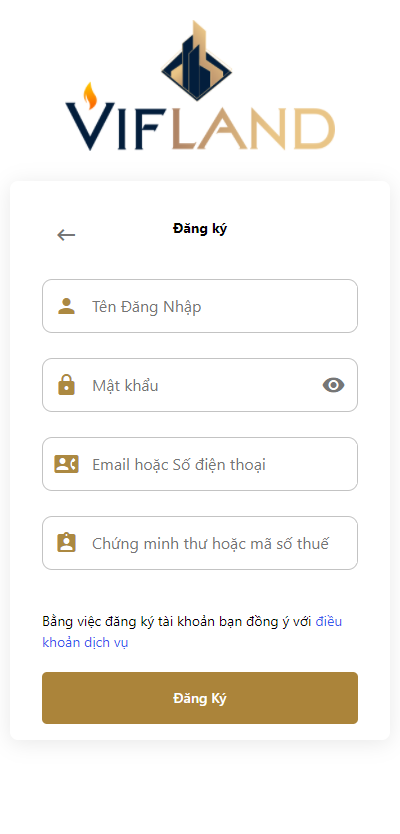 VIFLAND
Đăng ký
Tên Đăng Nhập
Mật khẩu
Email hoặc Số điện thoại
Chứng minh thư hoặc mã số thuế
Bằng việc đăng ký tài khoản bạn đồng ý với điều
khoản dịch vụ
Đăng Ký